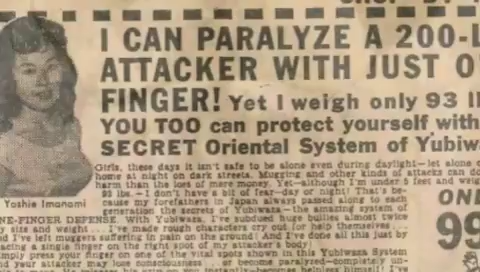 I CAN PARALYZE A 200-L
ATTACKER WITH JUST O
FINGER! Yet I weigh only 93 l
YOU TOO can protect yourself with
SECRET Oriental System of Yubiw
Girls, these days it isn't safe to be alone even during daylight—let alone
home at night on dark streets. Mugging and other kinds of attacks can do
harm than the loss of mere money. Yet—although I'm under 5 feet and weig
93 lbs.—I don't have a bit of fear—day or night! That's be-
cause my forefathers in Japan always passed along to each
generation the secrets of Yubiwaza—the amazing system of
Yoshie Imanami
NE-FINGER DEFENSE. With Yubiwaza, I've subdued huge bullies almost twice
y size and weight . . . I've made rough characters cry out for help . . .
nd I've left muggers suffering in pain on the ground! And I've done all this just by
cing a single finger on the right spot of my attacker's body!
mply press your finger on one of the vital spots shown in this Yubiwaza System
nd your attacker may lose consciousness . . . or become paralyzed—completely un-
ONL
99